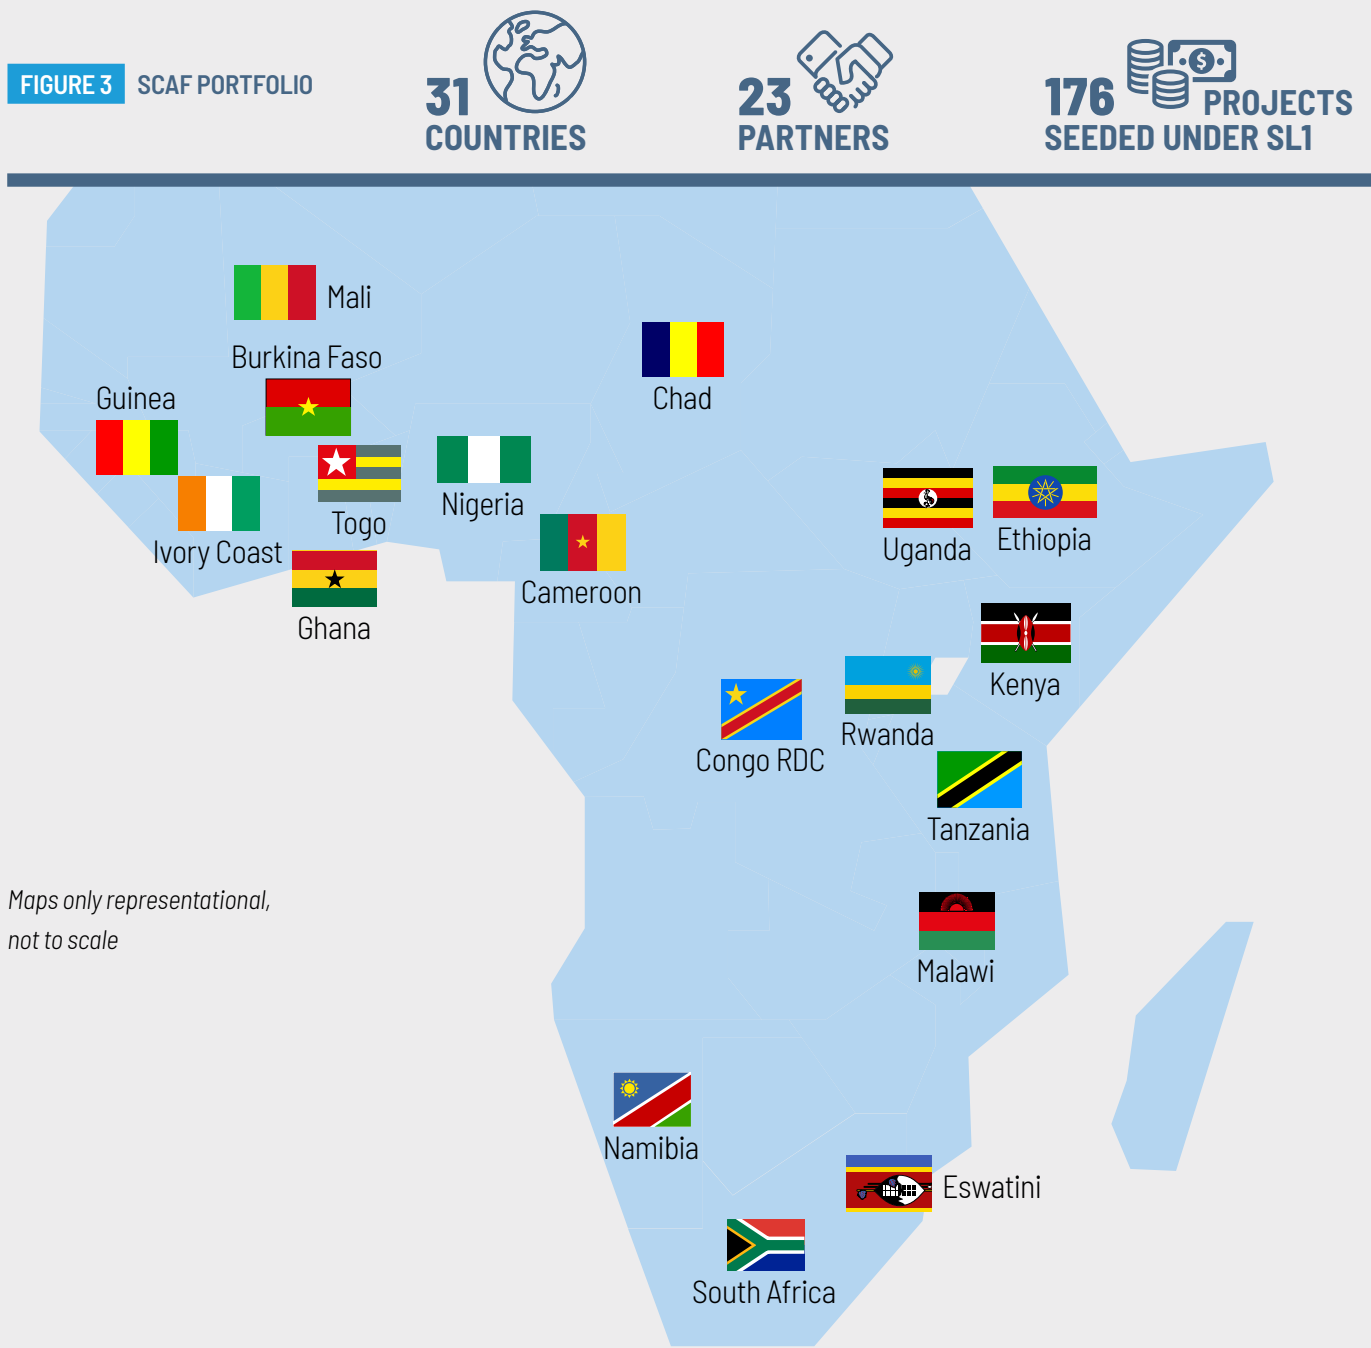 FIGURE 3 SCAF PORTFOLIO
31
COUNTRIES
23
PARTNERS
176 PROJECTS
SEEDED UNDER SL1
Mali
Burkina Faso
Chad
Guinea
Nigeria
Togo
Ivory Coast
Uganda
Ethiopia
Cameroon
Ghana
Kenya
Rwanda
Congo RDC
Tanzania
Maps only representational,
not to scale
Malawi
Namibia
Eswatini
South Africa